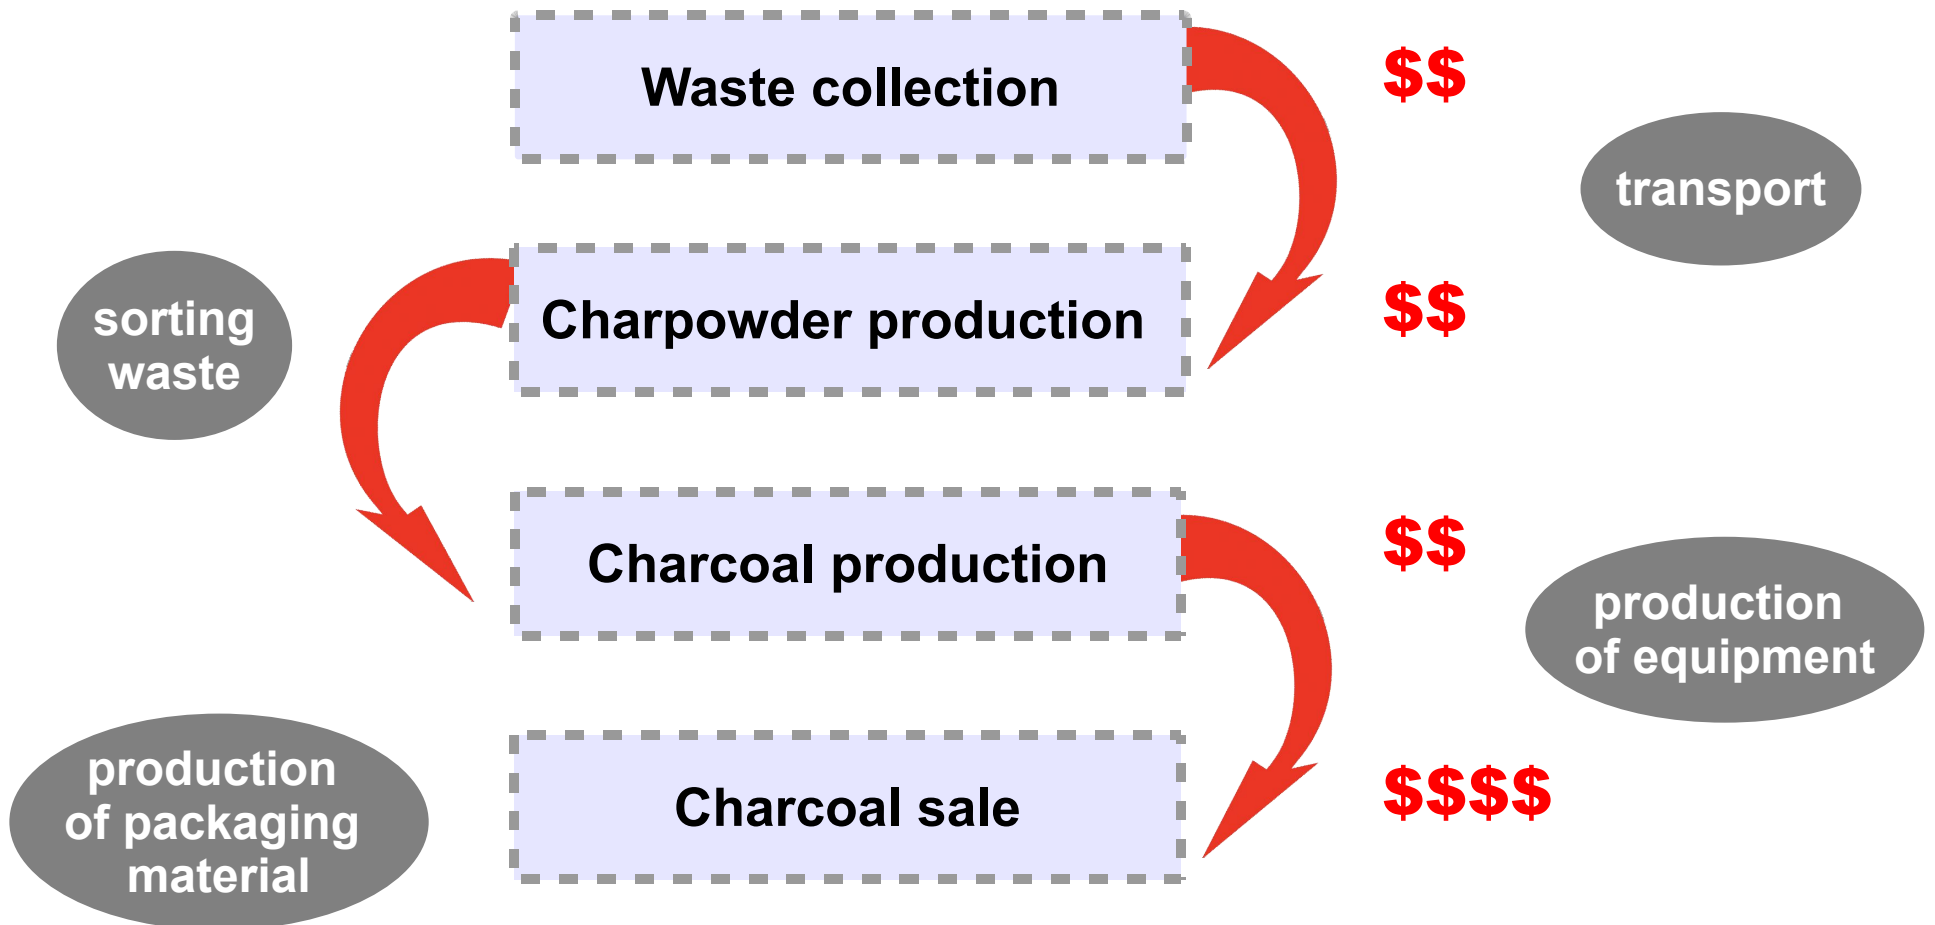 Waste collection
$$
transport
sorting
waste
Charpowder production
$$
Charcoal production
$$
production
of equipment
production
of packaging
material
Charcoal sale
$$$$